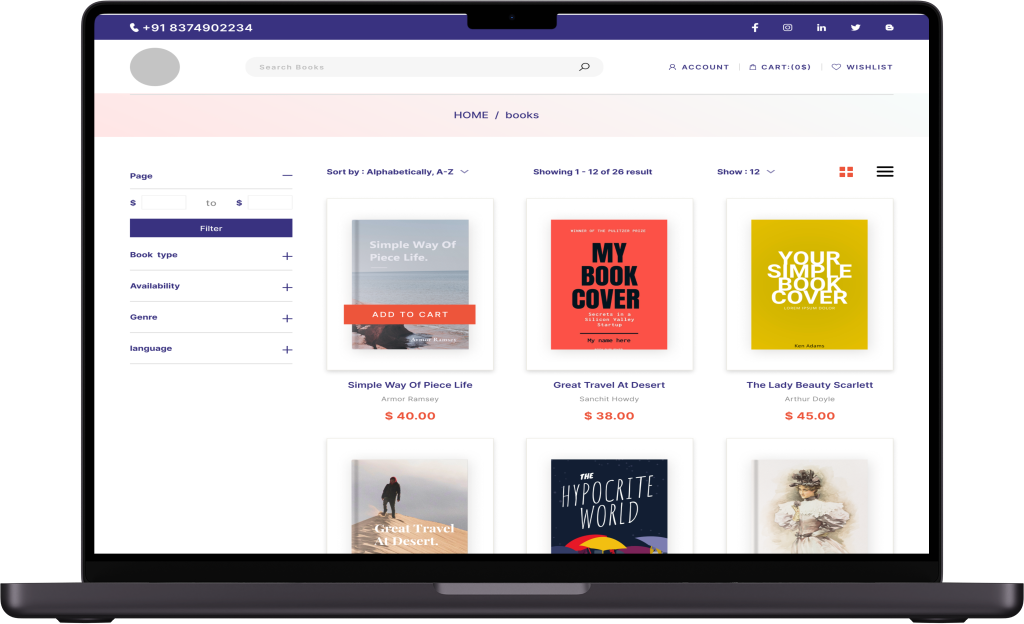 +91 8374902234
Search Books
ACCOUNT
CART:(0$)
WISHLIST
HOME / books
Page
$ to $
Filter
Book type
Availability
Genre
language
Sort by : Alphabetically, A-Z
Showing 1 - 12 of 26 result
Show : 12
Simple Way Of
Piece Life.
ADD TO CART
Armor Ramsey
Simple Way Of Piece Life
Armor Ramsey
$ 40.00
WINNER OF THE PULITZER PRIZE
MY
BOOK
COVER
Secrets in a
Silicon Valley
Startup
My name here
Great Travel At Desert
Sanchit Howdy
$ 38.00
YOUR
SIMPLE
BOOK
COVER
LOREM IPSUM DOLOR
Ken Adams
The Lady Beauty Scarlett
Arthur Doyle
$ 45.00
Great Travel
At Desert.
THE
HYPOCRITE
WORLD